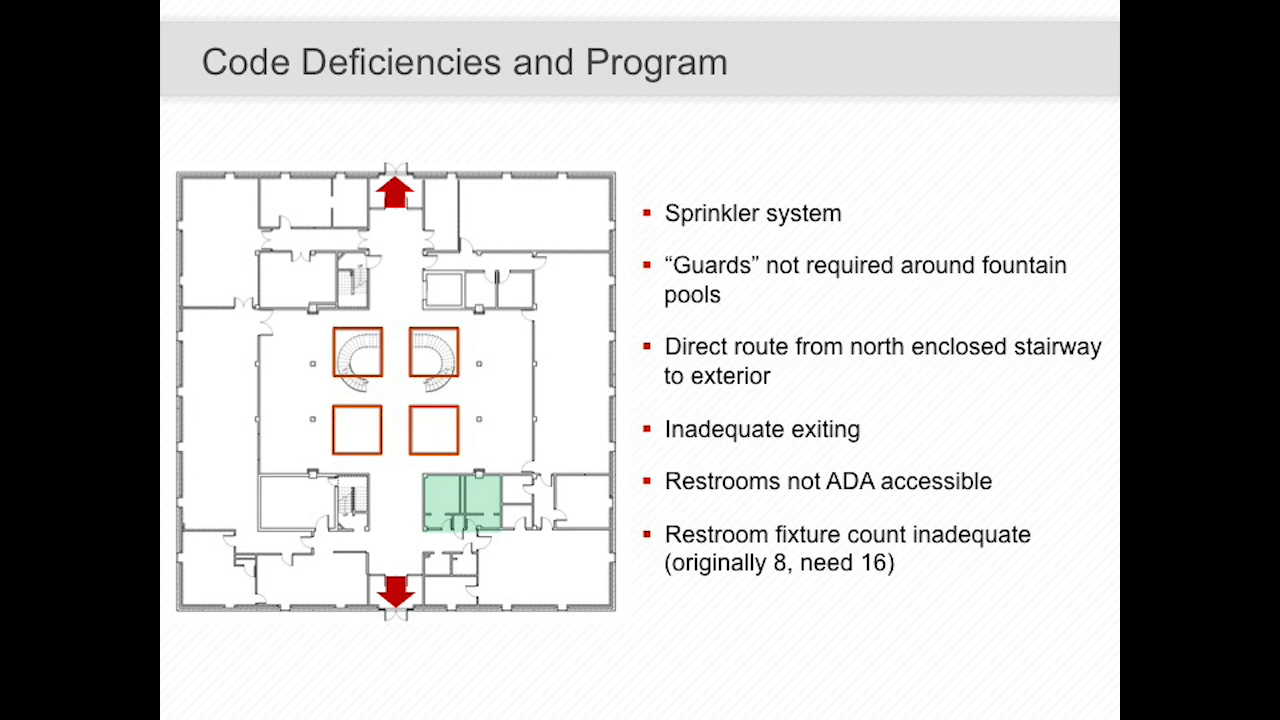 Code Deficiencies and Program
▪ Sprinkler system
▪ “Guards” not required around fountain
pools
▪ Direct route from north enclosed stairway
to exterior
▪ Inadequate exiting
▪ Restrooms not ADA accessible
▪ Restroom fixture count inadequate
(originally 8, need 16)